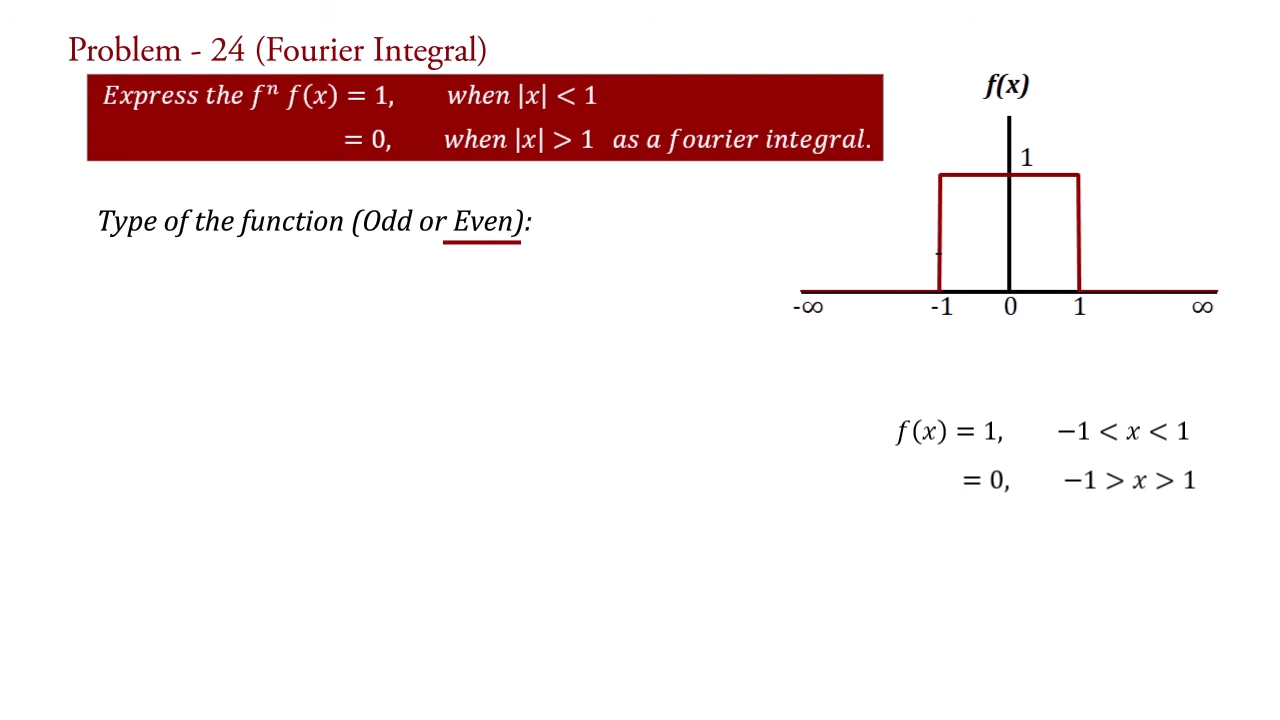 Problem - 24 (Fourier Integral)
Express the fⁿ f(x) = 1, when |x| < 1
= 0, when |x| > 1 as a fourier integral.
Type of the function (Odd or Even):
f(x)
1
-∞ -1 0 1 ∞
f(x) = 1, −1 < x < 1
= 0, −1 > x > 1